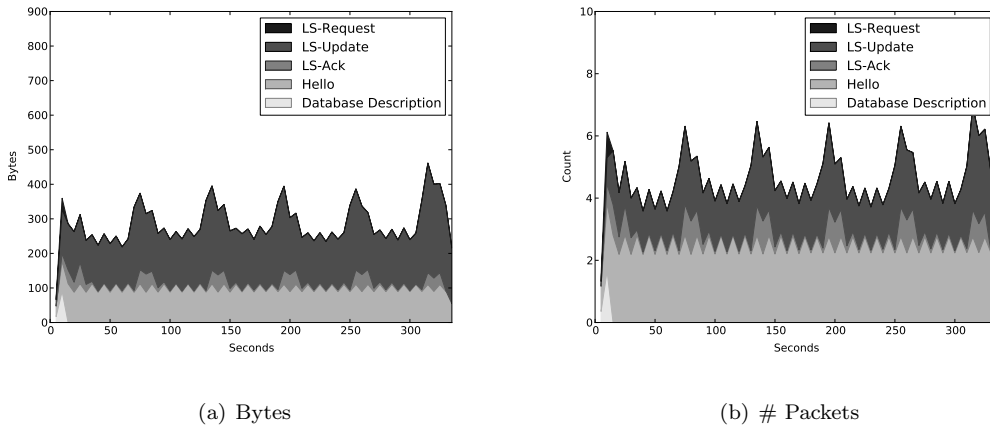 900
800
700
600
500
400
300
200
100
0
Bytes
0 50 100 150 200 250 300
Seconds
LS-Request
LS-Update
LS-Ack
Hello
Database Description
(a) Bytes
10
8
6
4
2
0
Count
0 50 100 150 200 250 300
Seconds
LS-Request
LS-Update
LS-Ack
Hello
Database Description
(b) # Packets